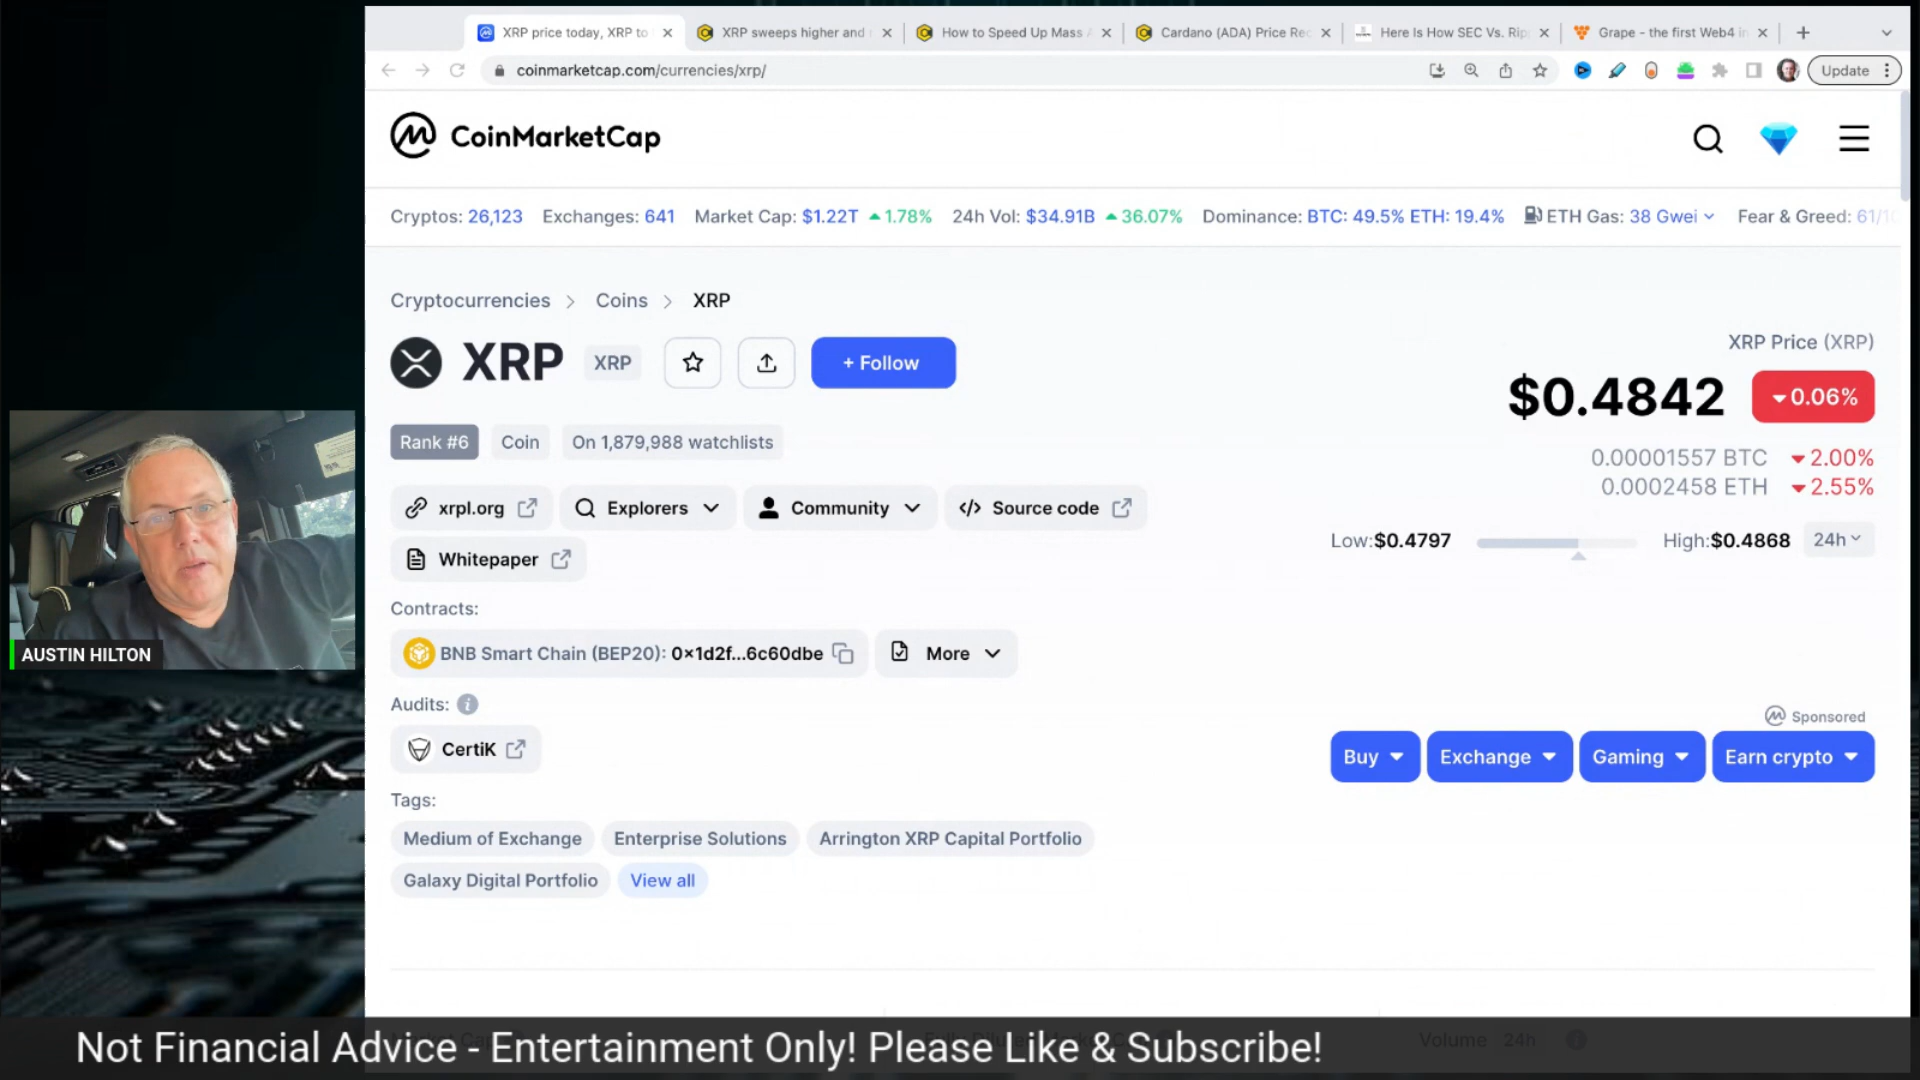 XRP price today, XRP to
XRP sweeps higher and
How to Speed Up Mass
Cardano (ADA) Price Rec
Here Is How SEC Vs. Rip
Grape - the first Web4 in
coinmarketcap.com/currencies/xrp/
Update
CoinMarketCap
Cryptos: 26,123 Exchanges: 641 Market Cap: $1.22T 1.78% 24h Vol: $34.91B 36.07% Dominance: BTC: 49.5% ETH: 19.4% ETH Gas: 38 Gwei Fear & Greed: 61/10
Cryptocurrencies > Coins > XRP
XRP XRP + Follow
XRP Price (XRP)
$0.4842 0.06%
0.00001557 BTC 2.00%
0.0002458 ETH 2.55%
Low:$0.4797 High:$0.4868 24h
Rank #6 Coin On 1,879,988 watchlists
xrpl.org Explorers Community </> Source code
Whitepaper
Contracts:
BNB Smart Chain (BEP20): 0x1d2f...6c60dbe More
Audits: i
CertiK
Sponsored
Buy Exchange Gaming Earn crypto
Tags:
Medium of Exchange Enterprise Solutions Arrington XRP Capital Portfolio
Galaxy Digital Portfolio View all
AUSTIN HILTON
Volume 24h
Not Financial Advice - Entertainment Only! Please Like & Subscribe!